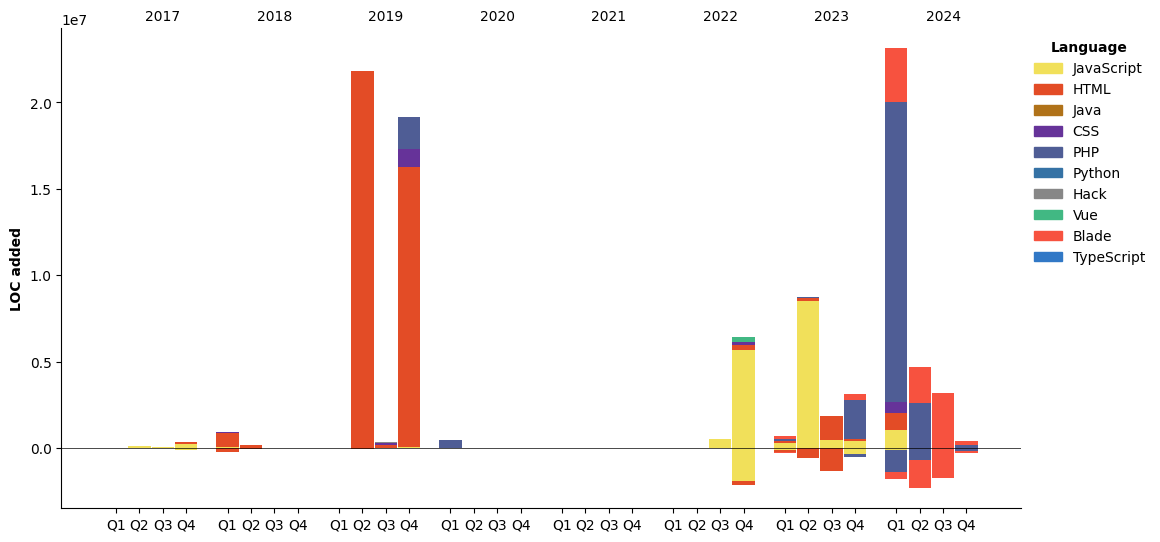 2017 2018 2019 2020 2021 2022 2023 2024
1e7
Language
JavaScript
HTML
Java
CSS
PHP
Python
Hack
Vue
Blade
TypeScript
2.0
1.5
1.0
0.5
0.0
LOC added
Q1 Q2 Q3 Q4 Q1 Q2 Q3 Q4 Q1 Q2 Q3 Q4 Q1 Q2 Q3 Q4 Q1 Q2 Q3 Q4 Q1 Q2 Q3 Q4 Q1 Q2 Q3 Q4 Q1 Q2 Q3 Q4